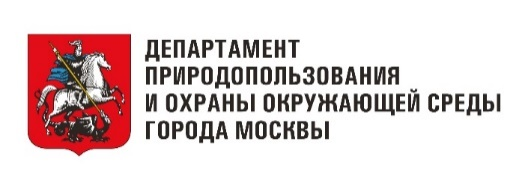 ДЕПАРТАМЕНТ
ПРИРОДОПОЛЬЗОВАНИЯ
И ОХРАНЫ ОКРУЖАЮЩЕЙ СРЕДЫ
ГОРОДА МОСКВЫ